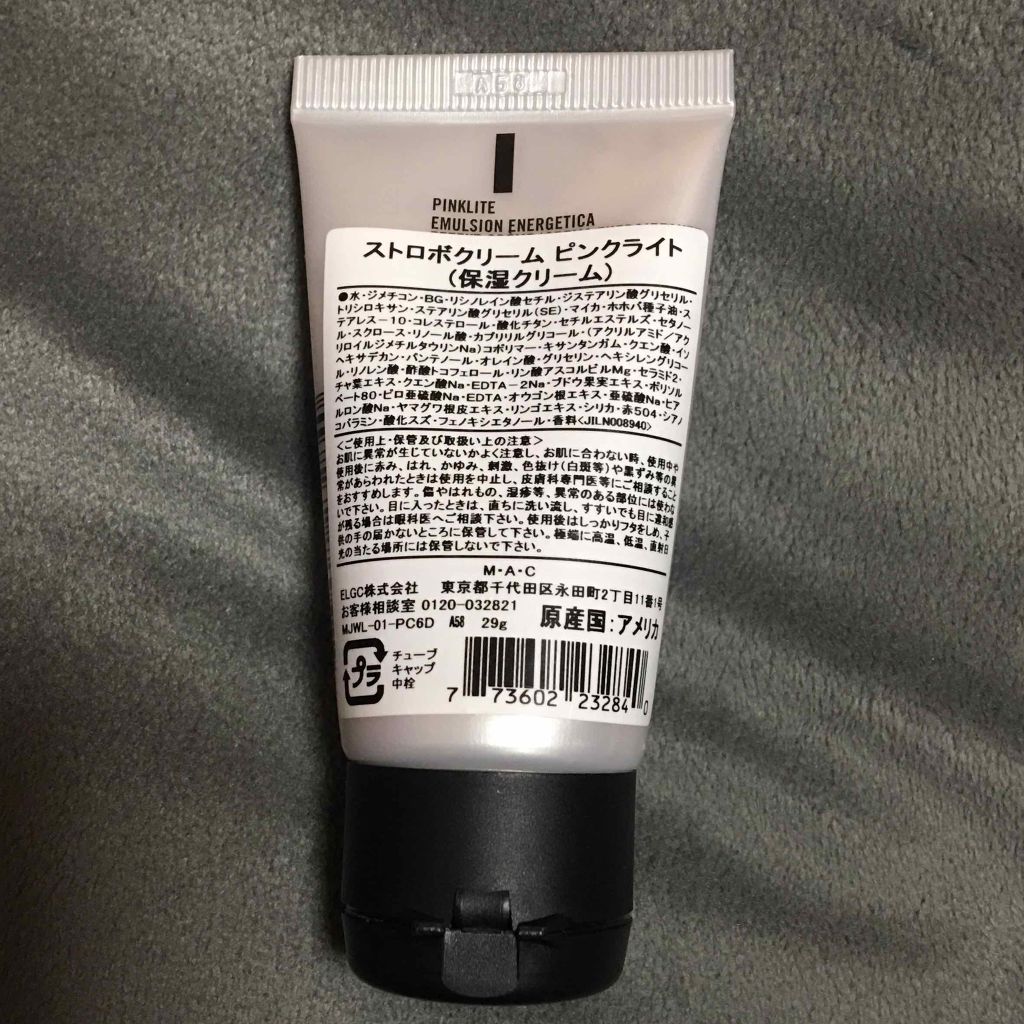 A58
PINKLITE
EMULSION ENERGETICA
ストロボクリーム ピンクライト
(保湿クリーム)
●水・ジメチコン・BG・リシノレイン酸セチル・ジステアリン酸グリセリル・
トリシロキサン・ステアリン酸グリセリル(SE)・マイカ・ホホバ種子油・ス
テアレス－10・コレステロール・酸化チタン・セチルエステルズ・セタノー
ル・スクロース・リノール酸・カプリリルグリコール・(アクリルアミド／アク
リロイルジメチルタウリンNa)コポリマー・キサンタンガム・クエン酸・イソ
ヘキサデカン・パンテノール・オレイン酸・グリセリン・ヘキシレングリコー
ル・リノレン酸・酢酸トコフェロール・リン酸アスコルビルMg・セラミド2・
チャ葉エキス・クエン酸Na・EDTA－2Na・ブドウ果実エキス・ポリソル
ベート80・ピロ亜硫酸Na・EDTA・オウゴン根エキス・亜硫酸Na・ヒア
ルロン酸Na・ヤマグワ根皮エキス・リンゴエキス・シリカ・赤504・シアノ
コバラミン・酸化スズ・フェノキシエタノール・香料<JILN008940>
<ご使用上・保管及び取扱い上の注意>
お肌に異常が生じていないかよく注意し、お肌に合わない時、使用中や
使用後に赤み、はれ、かゆみ、刺激、色抜け(白斑等)や黒ずみ等の異
常があらわれたときは使用を中止し、皮膚科専門医等にご相談すること
をおすすめします。傷やはれもの、湿疹等、異常のある部位には使わな
いで下さい。目に入ったときは、直ちに洗い流し、すすいでも目に違和感
が残る場合は眼科医へご相談下さい。使用後はしっかりフタをしめ、子
供の手の届かないところに保管して下さい。極端に高温、低温、直射日
光の当たる場所には保管しないで下さい。
M・A・C
ELGC株式会社 東京都千代田区永田町2丁目11番1号
お客様相談室 0120-032821
MJWL-01-PC6D A58 29g 原産国:アメリカ
プラ
チューブ
キャップ
中栓
7 73602 23284 0